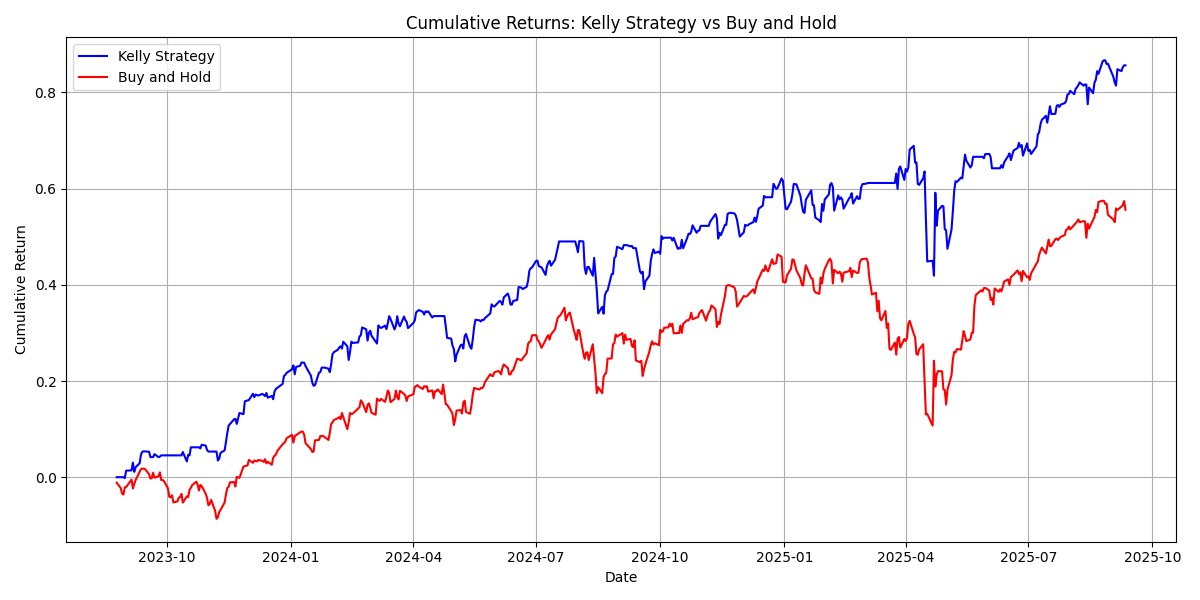 Cumulative Returns: Kelly Strategy vs Buy and Hold
Kelly Strategy
Buy and Hold
Cumulative Return
0.8
0.6
0.4
0.2
0.0
2023-10
2024-01
2024-04
2024-07
2024-10
2025-01
2025-04
2025-07
2025-10
Date